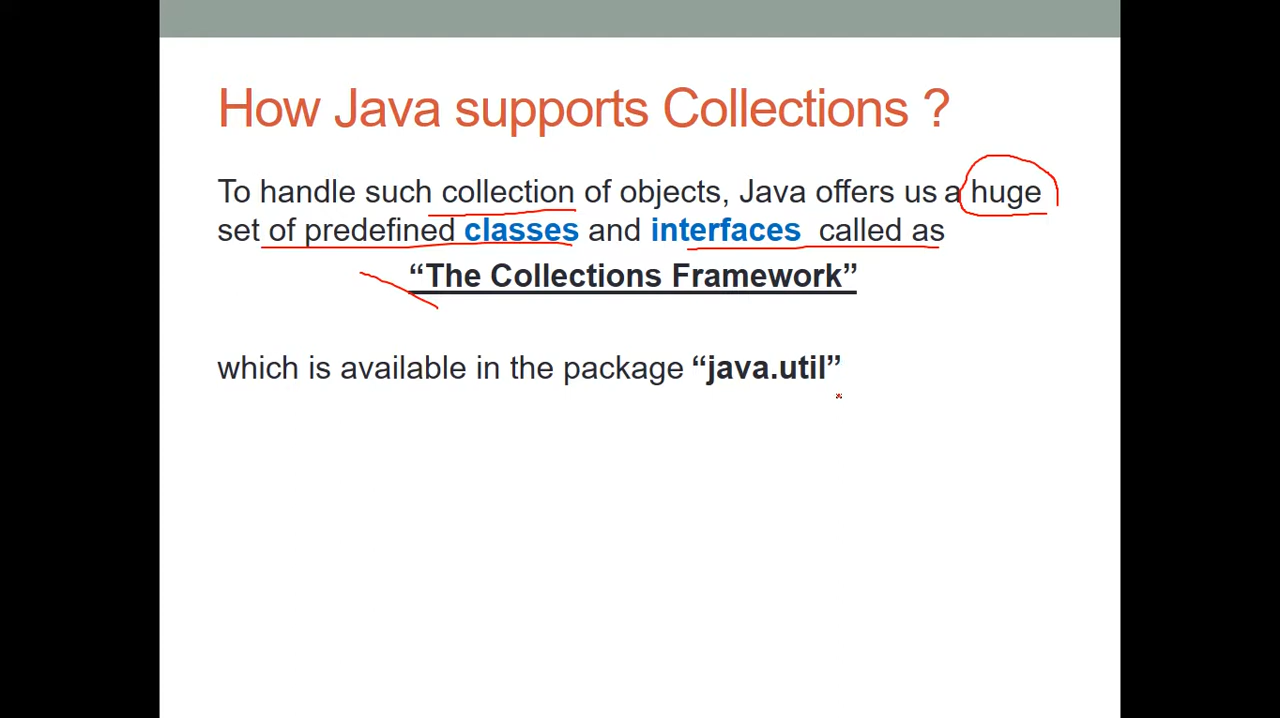 How Java supports Collections ?
To handle such collection of objects, Java offers us a huge
set of predefined classes and interfaces called as
“The Collections Framework”
which is available in the package “java.util”